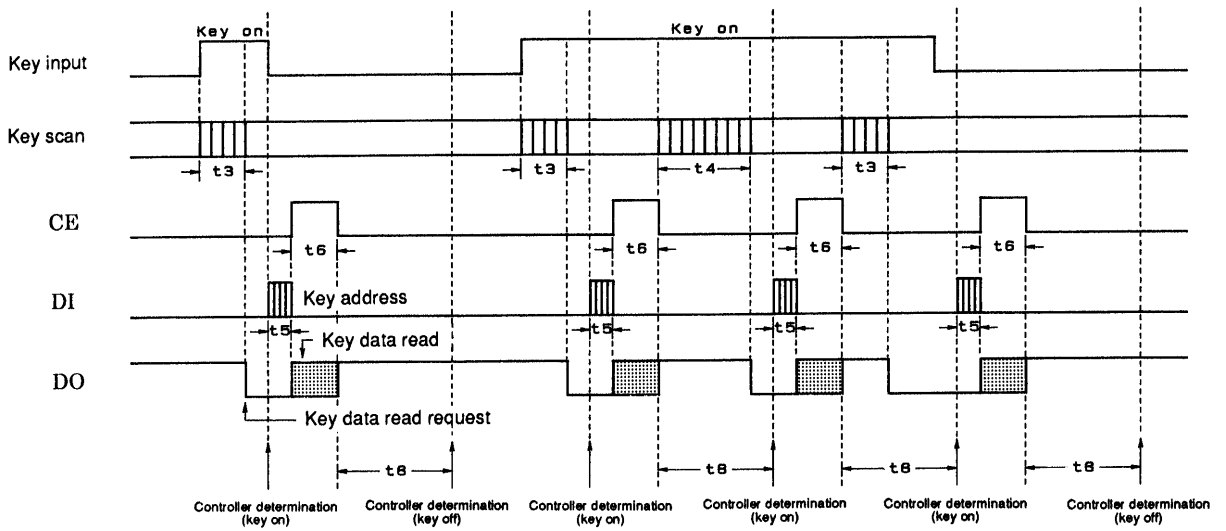 Key on
Key on
Key input
Key scan
t3
t3
t4
t3
CE
t6
t6
t6
t6
DI
Key address
t5
t5
t5
t5
Key data read
DO
Key data read request
t8
t8
t8
t8
Controller determination
(key on)
Controller determination
(key off)
Controller determination
(key on)
Controller determination
(key on)
Controller determination
(key on)
Controller determination
(key off)